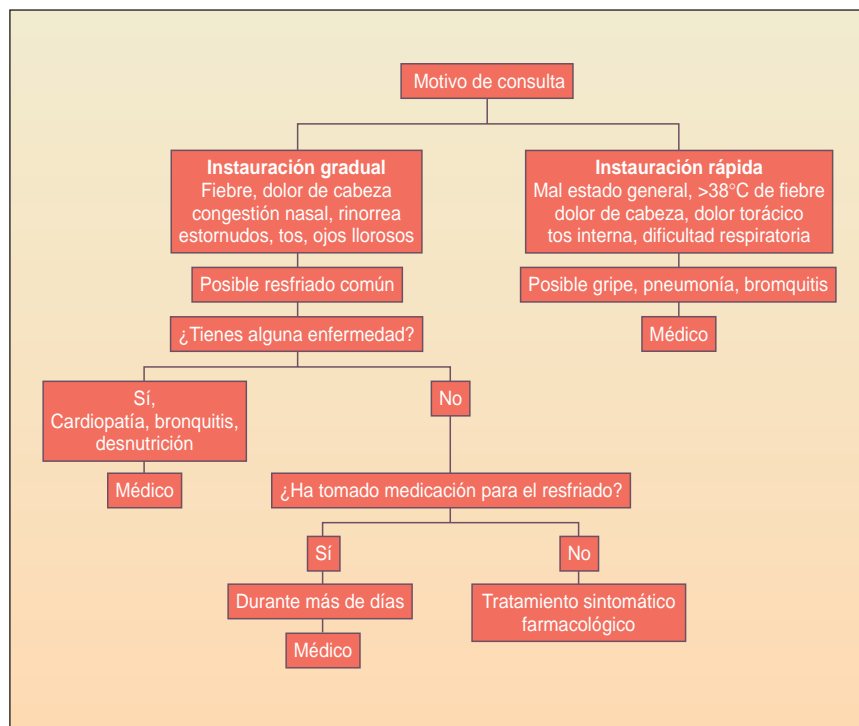 Motivo de consulta
Instauración gradual
Fiebre, dolor de cabeza
congestión nasal, rinorrea
estornudos, tos, ojos llorosos
Instauración rápida
Mal estado general, >38°C de fiebre
dolor de cabeza, dolor torácico
tos interna, dificultad respiratoria
Posible resfriado común
Posible gripe, pneumonía, bromquitis
¿Tienes alguna enfermedad?
Médico
Sí,
Cardiopatía, bronquitis,
desnutrición
No
Médico
¿Ha tomado medicación para el resfriado?
Sí
No
Durante más de días
Tratamiento sintomático
farmacológico
Médico